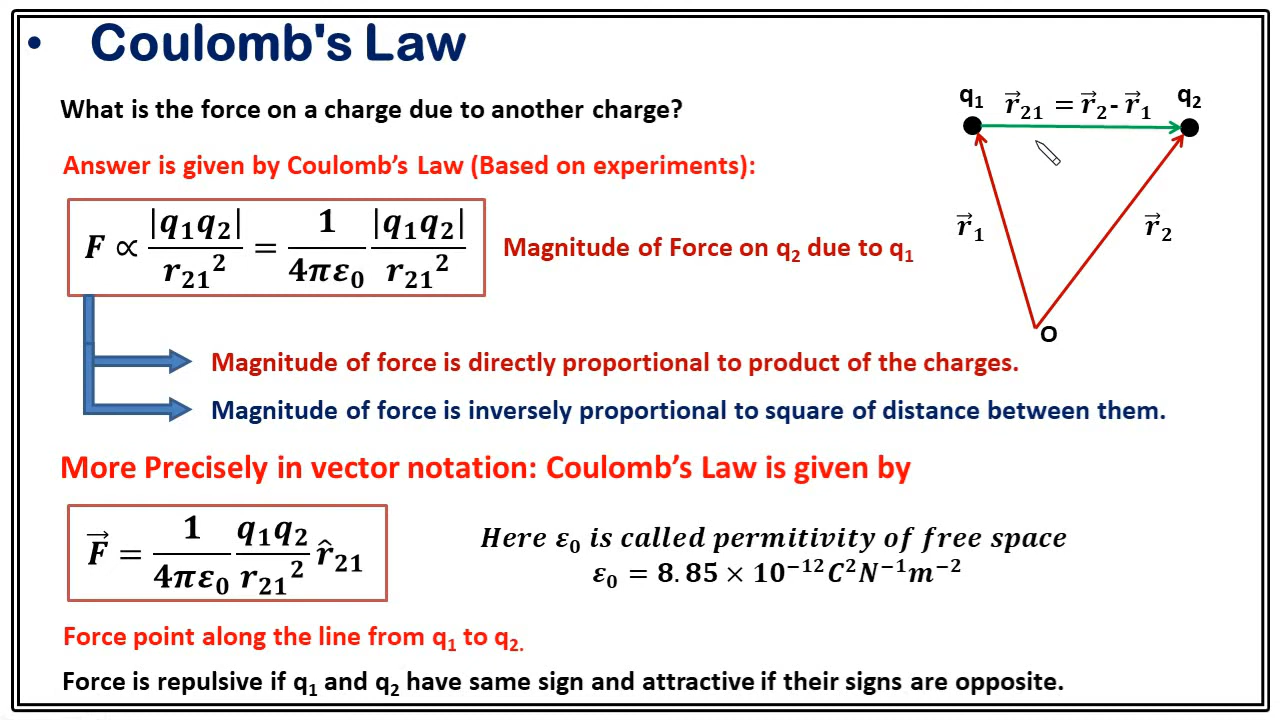 • Coulomb's Law
What is the force on a charge due to another charge?
Answer is given by Coulomb's Law (Based on experiments):
F ∝ |q₁q₂| / r₂₁² = 1 / 4πε₀ |q₁q₂| / r₂₁²
Magnitude of Force on q₂ due to q₁
q₁
r⃗₂₁ = r⃗₂- r⃗₁
q₂
r⃗₁
r⃗₂
O
Magnitude of force is directly proportional to product of the charges.
Magnitude of force is inversely proportional to square of distance between them.
More Precisely in vector notation: Coulomb's Law is given by
F⃗ = 1 / 4πε₀ q₁q₂ / r₂₁² r̂₂₁
Here ε₀ is called permitivity of free space
ε₀ = 8.85 × 10⁻¹²C²N⁻¹m⁻²
Force point along the line from q₁ to q₂.
Force is repulsive if q₁ and q₂ have same sign and attractive if their signs are opposite.